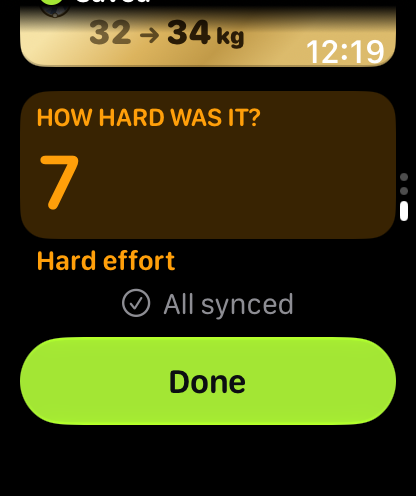 32 → 34 kg
12:19
HOW HARD WAS IT?
7
Hard effort
All synced
Done